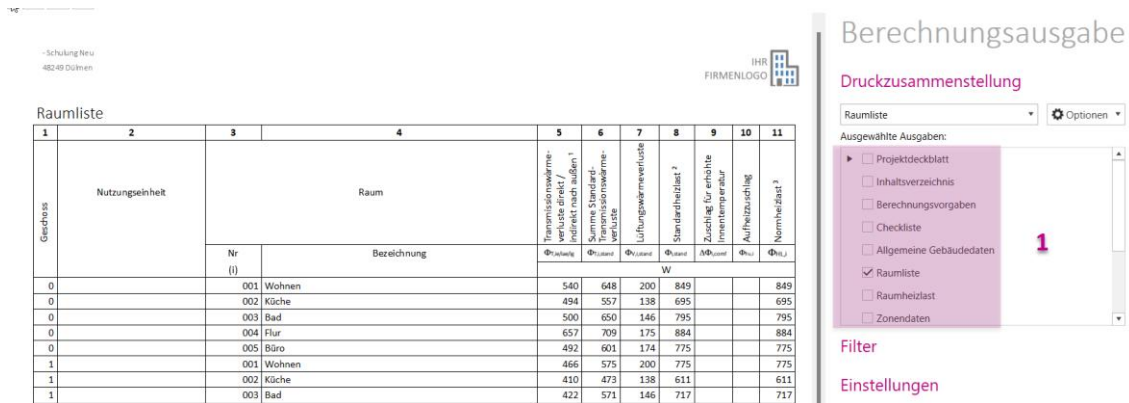 - Schulung Neu
48249 Dülmen
IHR
FIRMENLOGO
Raumliste
1 2 3 4 5 6 7 8 9 10 11
Geschoss
Nutzungseinheit
Raum
Transmissionswärme-
verluste direkt /
indirekt nach außen ¹
Summe Standard-
Transmissionswärme-
verluste
Lüftungswärmeverluste
Standardheizlast ²
Zuschlag für erhöhte
Innentemperatur
Aufheizzuschlag
Normheizlast ³
Nr Bezeichnung
(i) W
0 001 Wohnen 540 648 200 849 849
0 002 Küche 494 557 138 695 695
0 003 Bad 500 650 146 795 795
0 004 Flur 657 709 175 884 884
0 005 Büro 492 601 174 775 775
1 001 Wohnen 466 575 200 775 775
1 002 Küche 410 473 138 611 611
1 003 Bad 422 571 146 717 717
Berechnungsausgabe
Druckzusammenstellung
Raumliste Optionen
Ausgewählte Ausgaben:
Projektdeckblatt
Inhaltsverzeichnis
Berechnungsvorgaben
Checkliste
Allgemeine Gebäudedaten
1
Raumliste
Raumheizlast
Zonendaten
Filter
Einstellungen